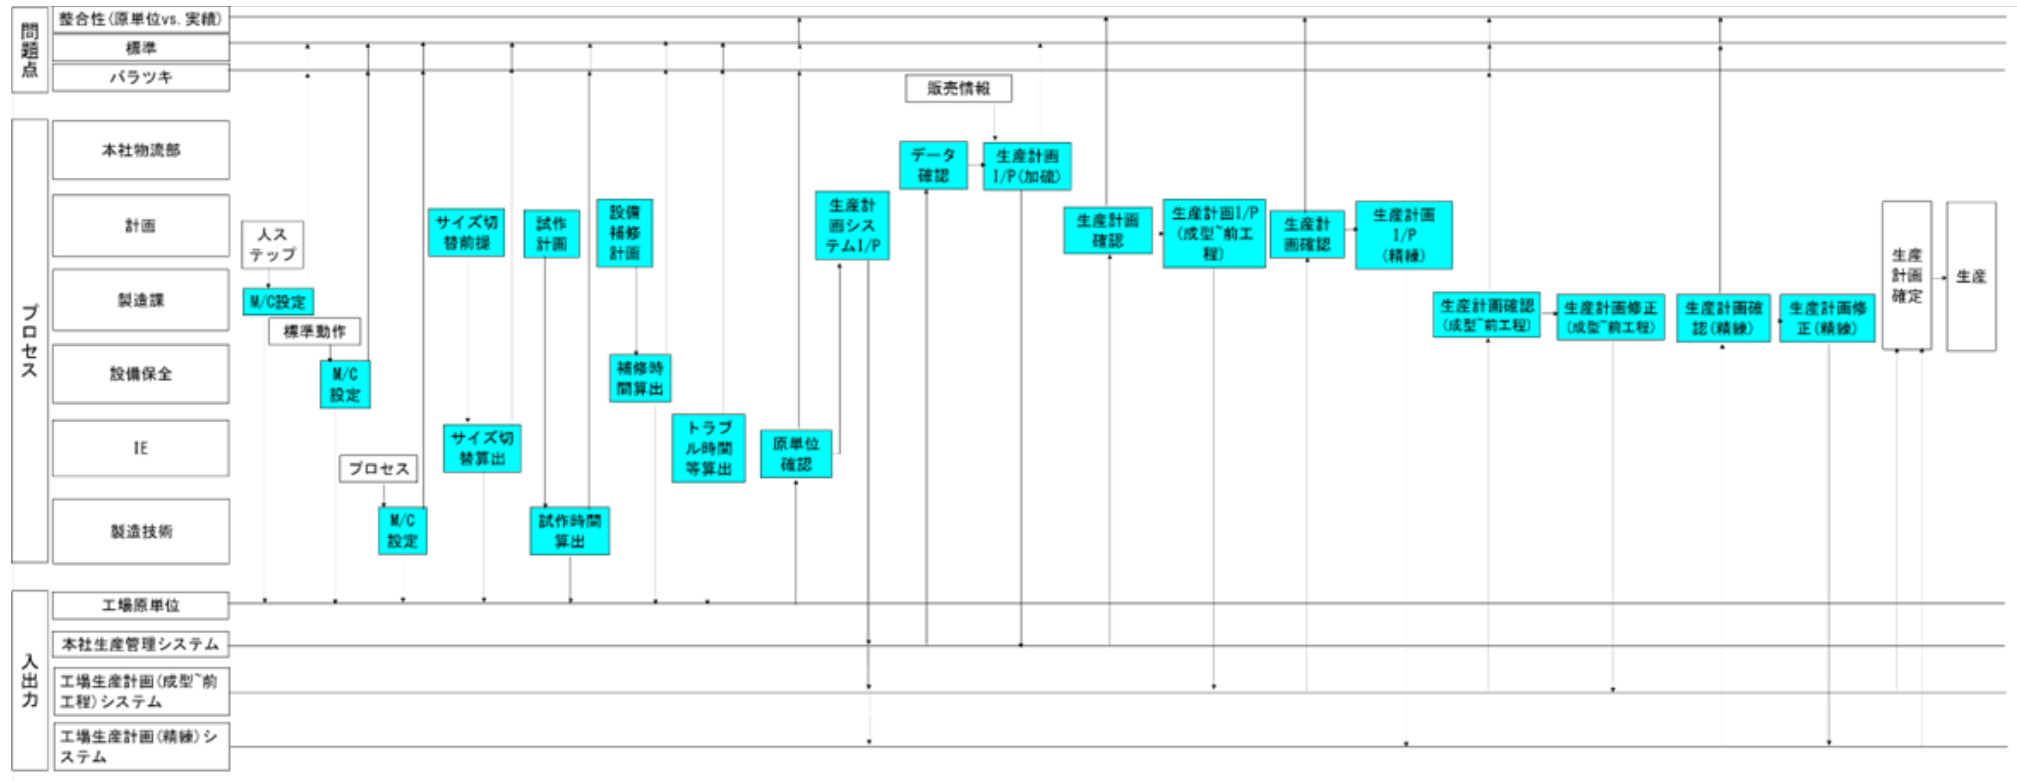 問題点
整合性(原単位vs.実績)
標準
バラツキ
販売情報
プロセス
本社物流部
データ
確認
生産計画
I/P(加硫)
計画
人ス
テップ
サイズ切
替前提
試作
計画
設備
補修
計画
生産計
画シス
テムI/P
生産計画
確認
生産計画I/P
(成型~前工
程)
生産計
画確認
生産計画
I/P
(精練)
生産
計画
確定
生産
製造課
M/C設定
標準動作
生産計画確認
(成型~前工程)
生産計画修正
(成型~前工程)
生産計画確
認(精練)
生産計画修
正(精練)
設備保全
M/C
設定
補修時
間算出
IE
プロセス
サイズ切
替算出
トラブ
ル時間
等算出
原単位
確認
製造技術
M/C
設定
試作時間
算出
入出力
工場原単位
本社生産管理システム
工場生産計画(成型~前
工程)システム
工場生産計画(精練)シ
ステム